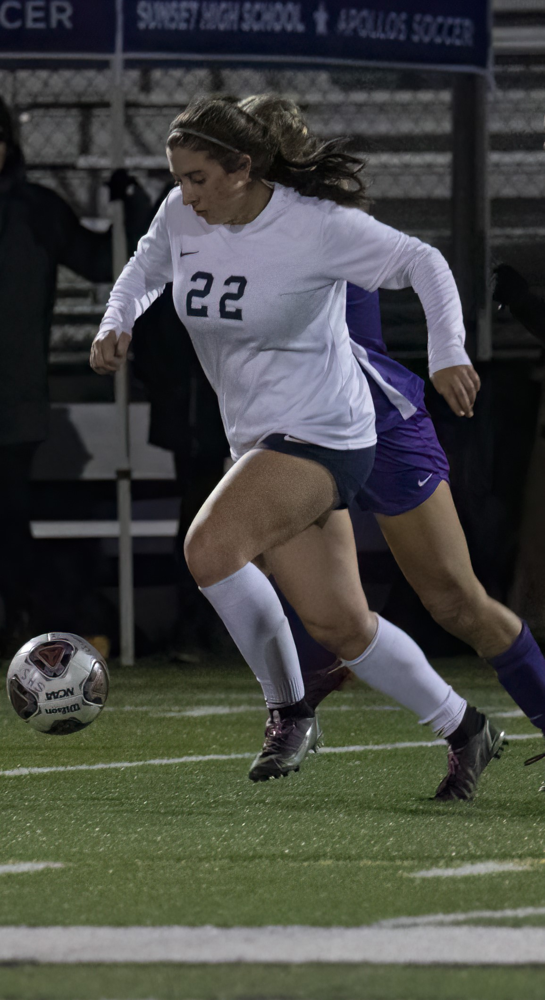 CER
SUNSET HIGH SCHOOL ★ APOLLOS SOCCER
22
SHS
NCAA
Wilson